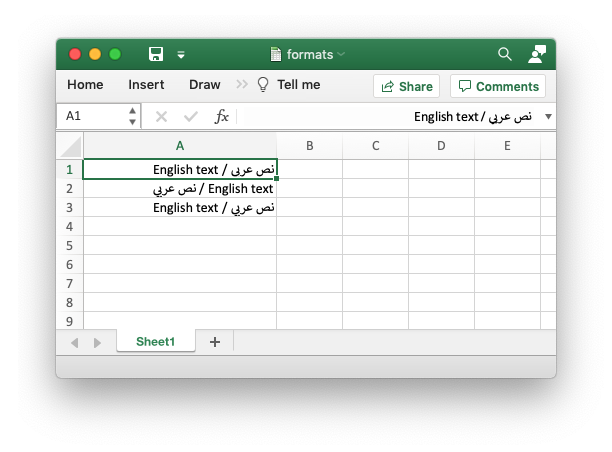 formats
Home Insert Draw Tell me Share Comments
A1 fx نص عربي / English text
A B C D E
1 نص عربي / English text
2 نص عربي / English text
3 نص عربي / English text
4
5
6
7
8
9
Sheet1 +